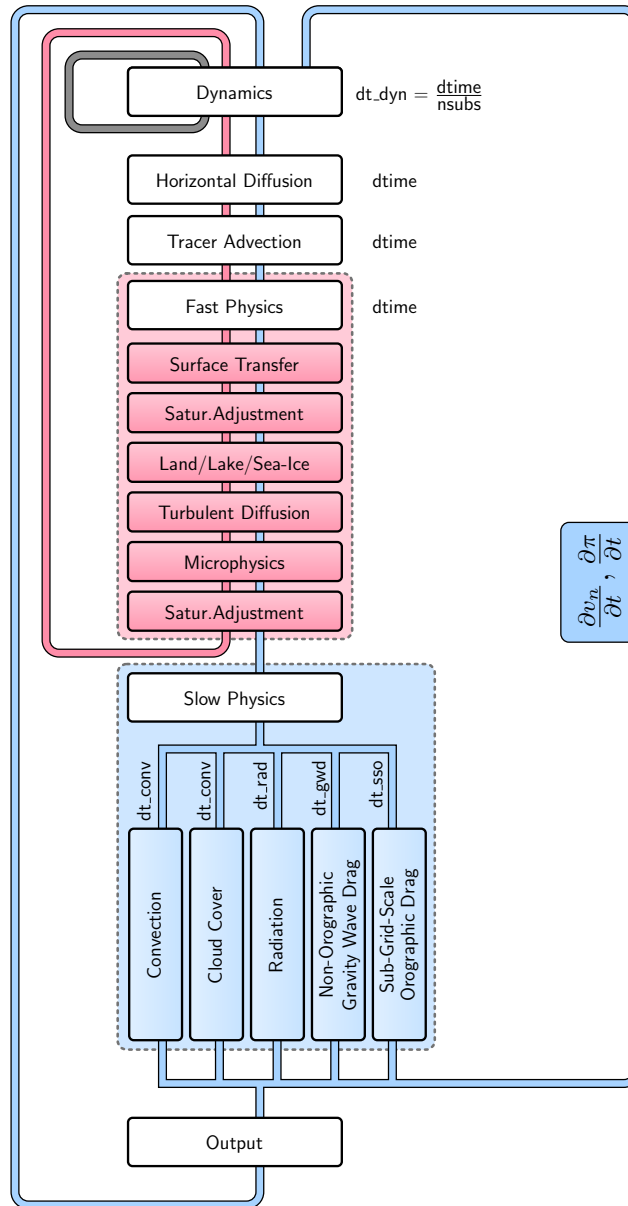 Dynamics
dt_dyn = dtime/nsubs
Horizontal Diffusion
dtime
Tracer Advection
dtime
Fast Physics
dtime
Surface Transfer
Satur.Adjustment
Land/Lake/Sea-Ice
Turbulent Diffusion
Microphysics
Satur.Adjustment
∂vₙ/∂t , ∂π/∂t
Slow Physics
dt_conv
dt_conv
dt_rad
dt_gwd
dt_sso
Convection
Cloud Cover
Radiation
Non-Orographic
Gravity Wave Drag
Sub-Grid-Scale
Orographic Drag
Output